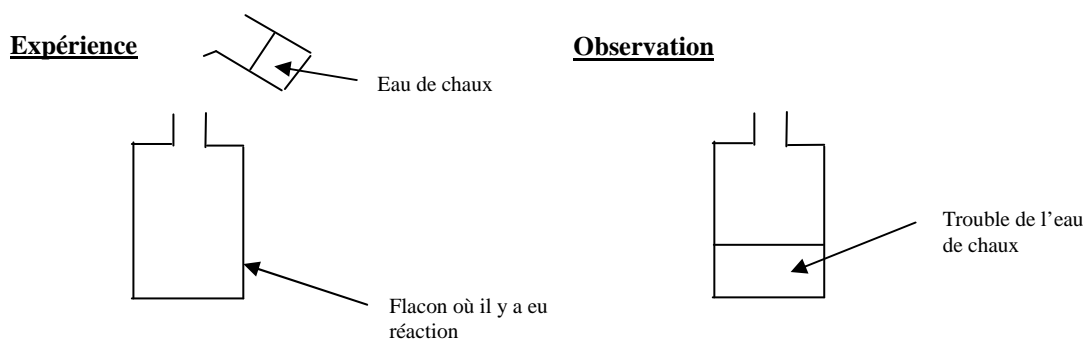 Expérience
Observation
Eau de chaux
Trouble de l’eau
de chaux
Flacon où il y a eu
réaction